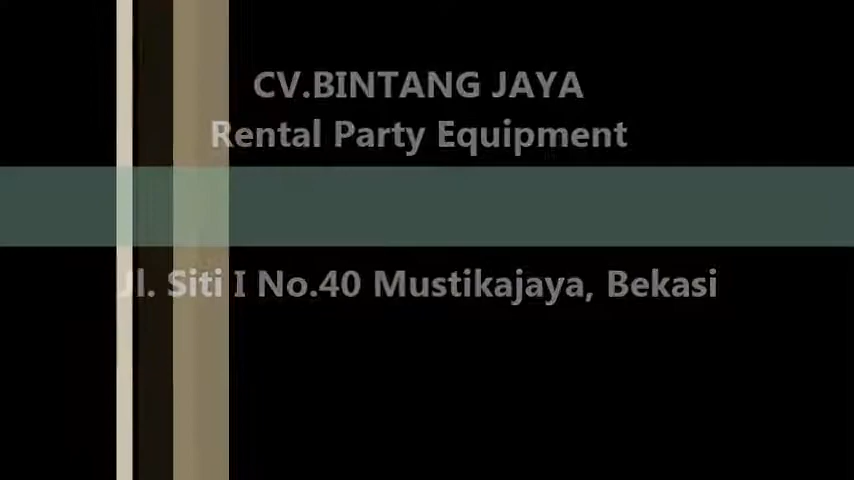 CV.BINTANG JAYA
Rental Party Equipment
Jl. Siti I No.40 Mustikajaya, Bekasi